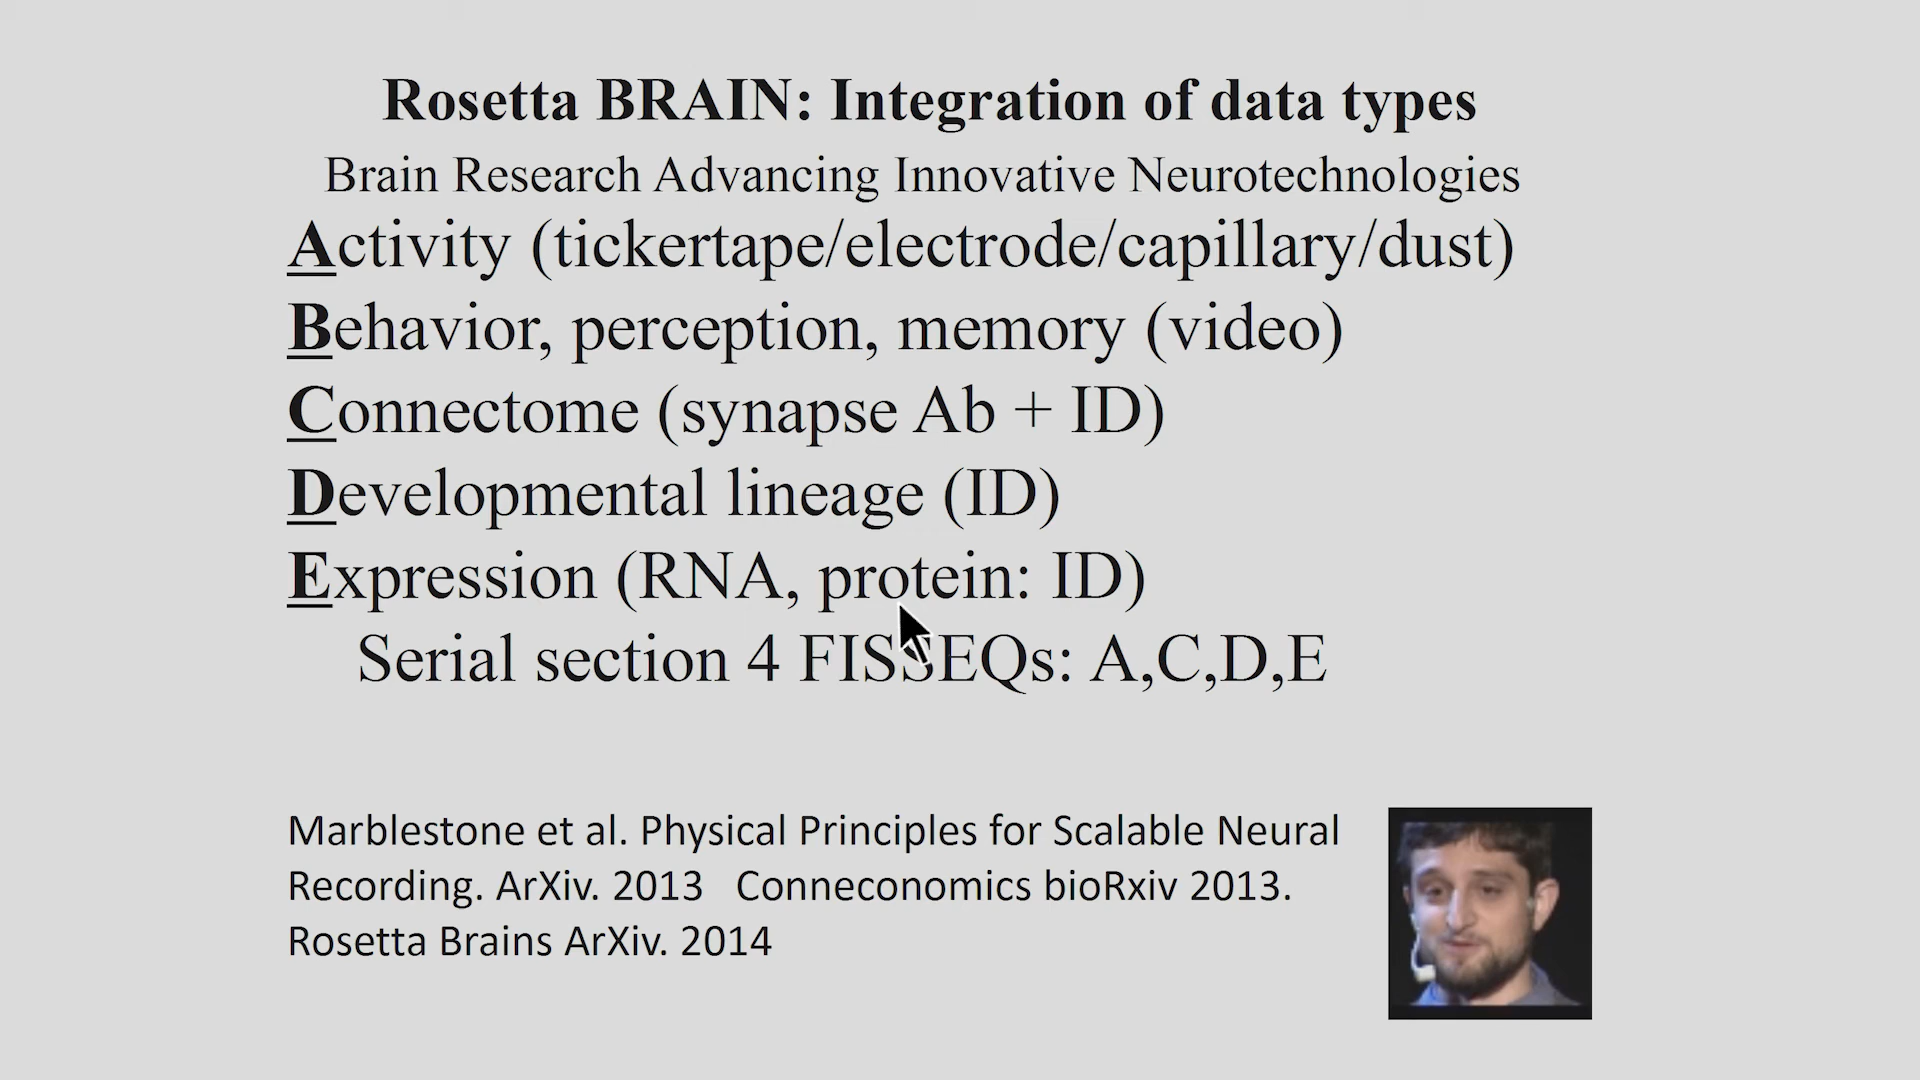 Rosetta BRAIN: Integration of data types
Brain Research Advancing Innovative Neurotechnologies
Activity (tickertape/electrode/capillary/dust)
Behavior, perception, memory (video)
Connectome (synapse Ab + ID)
Developmental lineage (ID)
Expression (RNA, protein: ID)
Serial section 4 FISSEQs: A,C,D,E
Marblestone et al. Physical Principles for Scalable Neural
Recording. ArXiv. 2013   Conneconomics bioRxiv 2013.
Rosetta Brains ArXiv. 2014